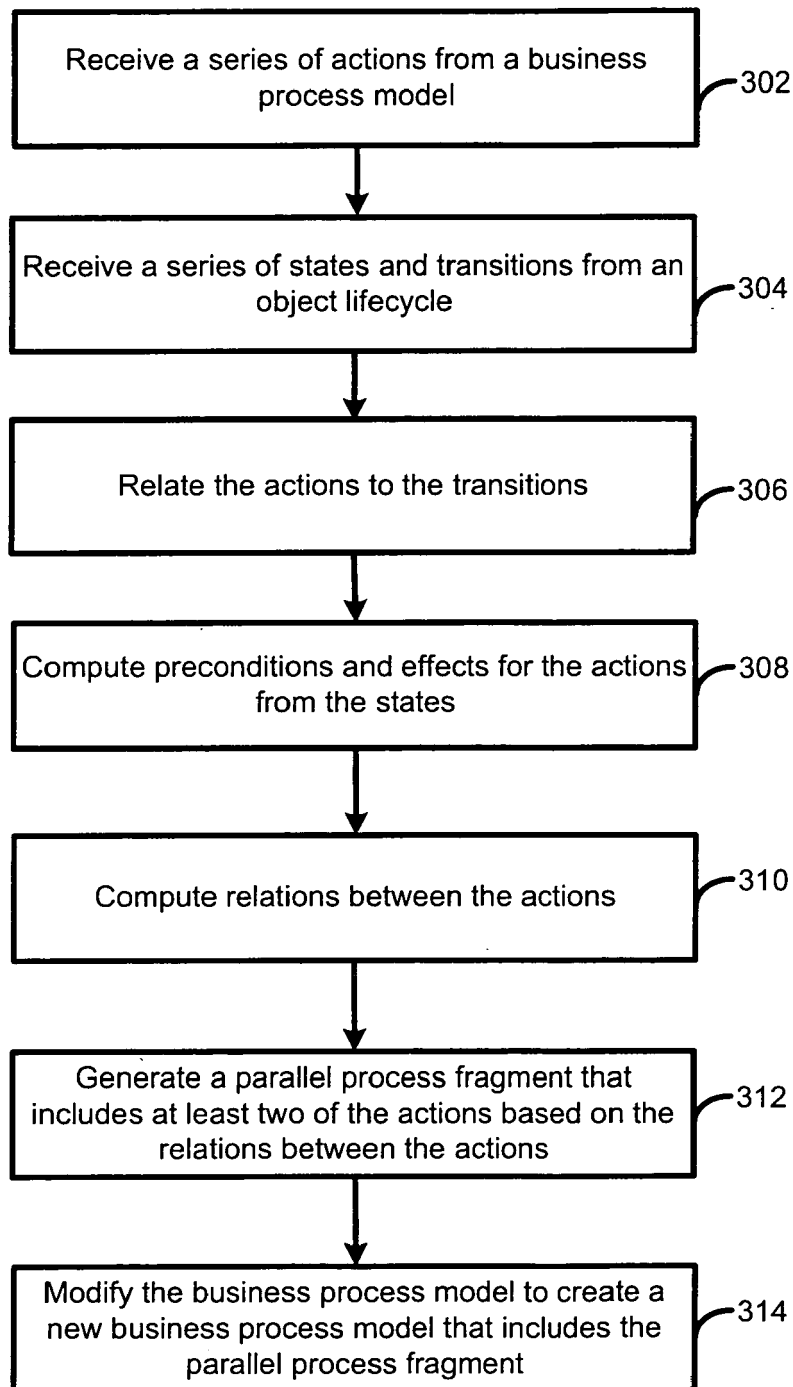 Receive a series of actions from a business
process model
302
Receive a series of states and transitions from an
object lifecycle
304
Relate the actions to the transitions
306
Compute preconditions and effects for the actions
from the states
308
Compute relations between the actions
310
Generate a parallel process fragment that
includes at least two of the actions based on the
relations between the actions
312
Modify the business process model to create a
new business process model that includes the
parallel process fragment
314